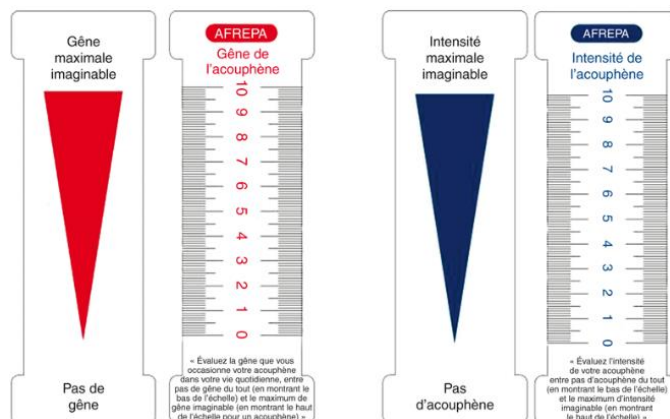 Gêne
maximale
imaginable
Pas de
gêne
AFREPA
Gêne de
l'acouphène
10
9
8
7
6
5
4
3
2
1
0
« Évaluez la gêne que vous
occasionne votre acouphène
dans votre vie quotidienne, entre
pas de gêne du tout (en montrant le
bas de l'échelle) et le maximum de
gêne imaginable (en montrant le haut
de l'échelle pour un acouphène) »
Intensité
maximale
imaginable
Pas
d'acouphène
AFREPA
Intensité de
l'acouphène
10
9
8
7
6
5
4
3
2
1
0
« Évaluez l'intensité
de votre acouphène
entre pas d'acouphène du tout
(en montrant le bas de l'échelle)
et le maximum d'intensité
imaginable (en montrant
le haut de l'échelle) »